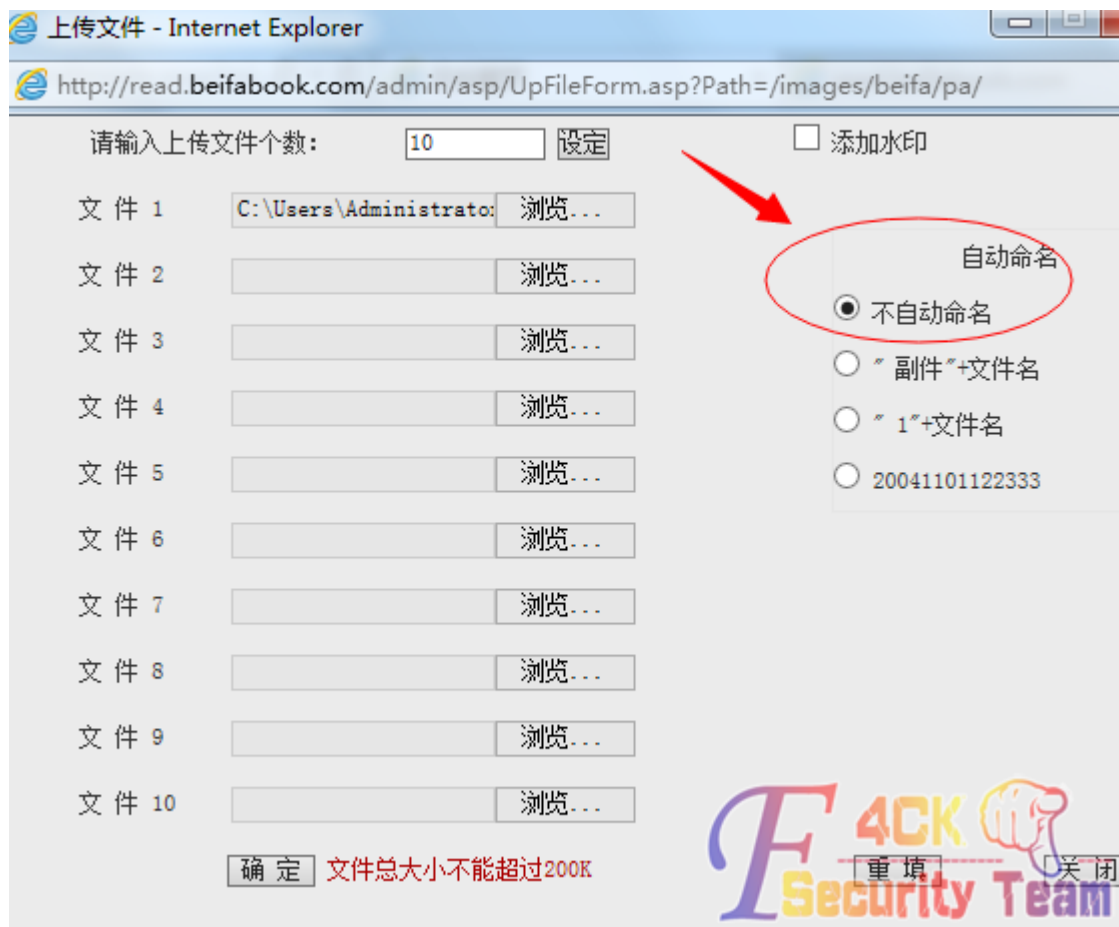 上传文件 - Internet Explorer
http://read.beifabook.com/admin/asp/UpFileForm.asp?Path=/images/beifa/pa/
请输入上传文件个数: 10 设定 添加水印
文 件 1 C:\Users\Administrator 浏览...
自动命名
文 件 2 浏览...
不自动命名
文 件 3 浏览...
"副件"+文件名
文 件 4 浏览...
"1"+文件名
文 件 5 浏览...
20041101122333
文 件 6 浏览...
文 件 7 浏览...
文 件 8 浏览...
文 件 9 浏览...
文 件 10 浏览...
确 定 文件总大小不能超过200K 重 填 关 闭
F4CK
Security Team